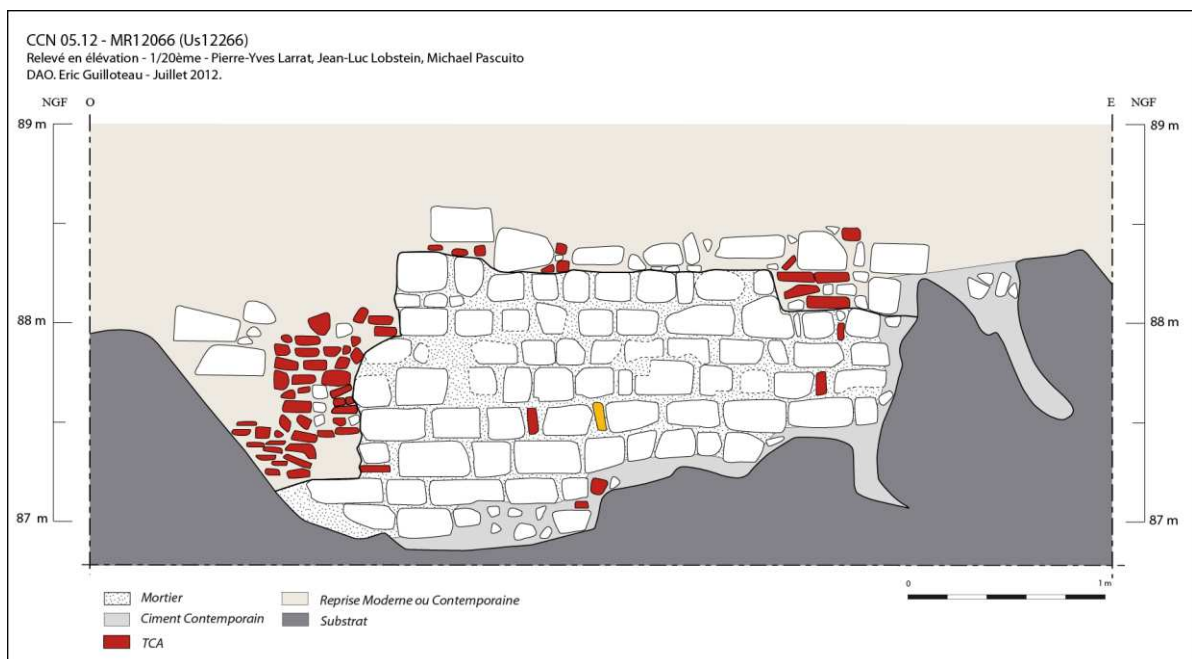 CCN 05.12 - MR12066 (Us12266)
Relevé en élévation - 1/20ème - Pierre-Yves Larrat, Jean-Luc Lobstein, Michael Pascuito
DAO. Eric Guilloteau - Juillet 2012.
NGF O E NGF
89 m 89 m
88 m 88 m
87 m 87 m
0 1 m
Mortier Reprise Moderne ou Contemporaine
Ciment Contemporain Substrat
TCA